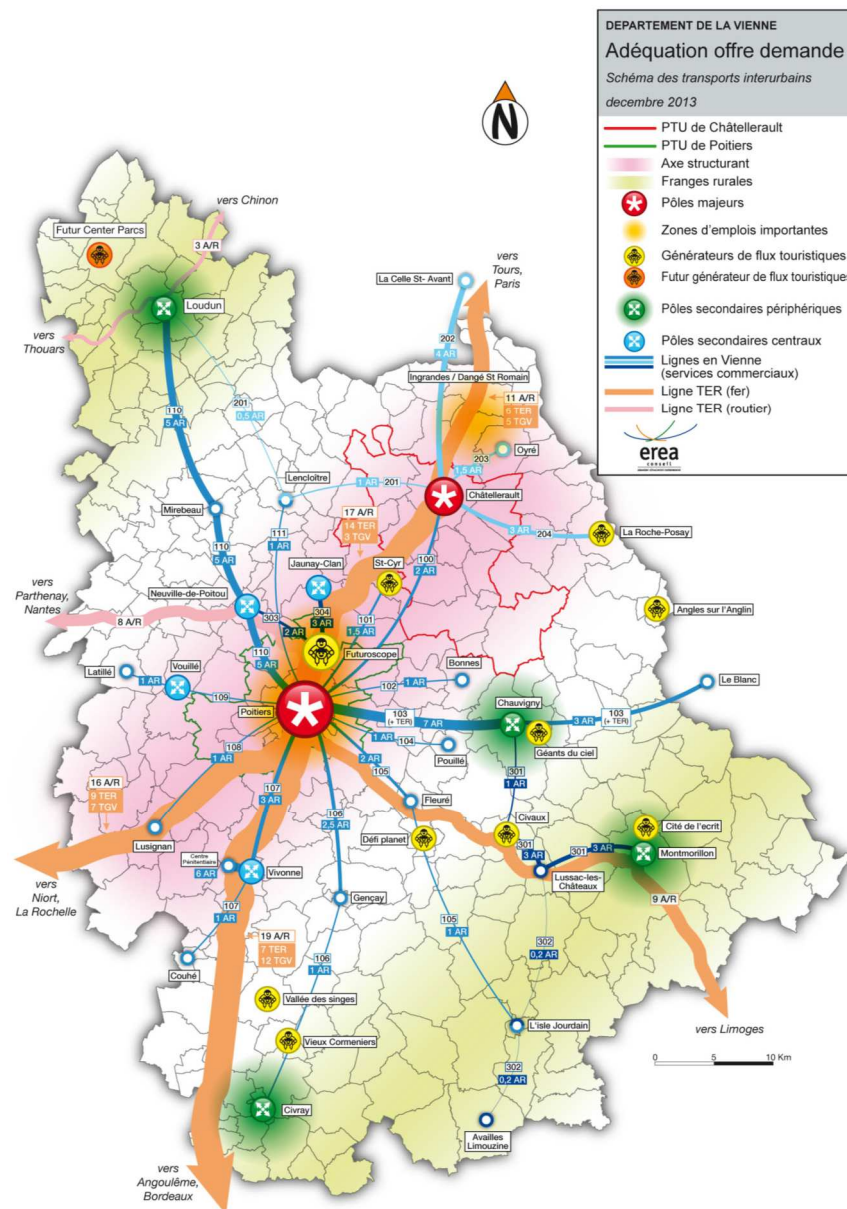 DEPARTEMENT DE LA VIENNE
Adéquation offre demande
Schéma des transports interurbains
decembre 2013
PTU de Châtellerault
PTU de Poitiers
Axe structurant
Franges rurales
Pôles majeurs
Zones d'emplois importantes
Générateurs de flux touristiques
Futur générateur de flux touristiques
Pôles secondaires périphériques
Pôles secondaires centraux
Lignes en Vienne
(services commerciaux)
Ligne TER (fer)
Ligne TER (routier)
erea
conseil
N
vers Chinon
Futur Center Parcs
3 A/R
Loudun
vers
Thouars
vers
Tours,
Paris
La Celle St- Avant
202
4 AR
Ingrandes / Dangé St Romain
11 A/R
6 TER
5 TGV
110
5 AR
201
0,5 AR
203
Oyré
1,5 AR
Lencloître
1 AR
201
Châtellerault
Mirebeau
17 A/R
14 TER
3 TGV
3 AR
204
La Roche-Posay
111
1 AR
110
5 AR
100
2 AR
Jaunay-Clan
St-Cyr
vers
Parthenay,
Nantes
Neuville-de-Poitou
8 A/R
303
2 AR
304
3 AR
101
1,5 AR
Angles sur l'Anglin
110
5 AR
Futuroscope
Latillé
1 AR
Vouillé
109
Bonnes
102
1 AR
Le Blanc
Poitiers
Chauvigny
103
(+ TER)
7 AR
3 AR
103
(+ TER)
1 AR
104
Pouillé
Géants du ciel
108
1 AR
2 AR
105
301
1 AR
16 A/R
9 TER
7 TGV
107
3 AR
106
2,5 AR
Fleuré
Civaux
Cité de l'ecrit
Lusignan
Défi planet
301
3 AR
301
3 AR
Montmorillon
vers
Niort,
La Rochelle
Centre
Pénitentiaire
6 AR
Vivonne
Lussac-les-
Châteaux
Gençay
9 A/R
107
1 AR
105
1 AR
19 A/R
7 TER
12 TGV
302
0,2 AR
Couhé
106
1 AR
Vallée des singes
L'isle Jourdain
vers Limoges
Vieux Cormeniers
302
0,2 AR
0 5 10 Km
Civray
Availles
Limouzine
vers
Angoulême,
Bordeaux